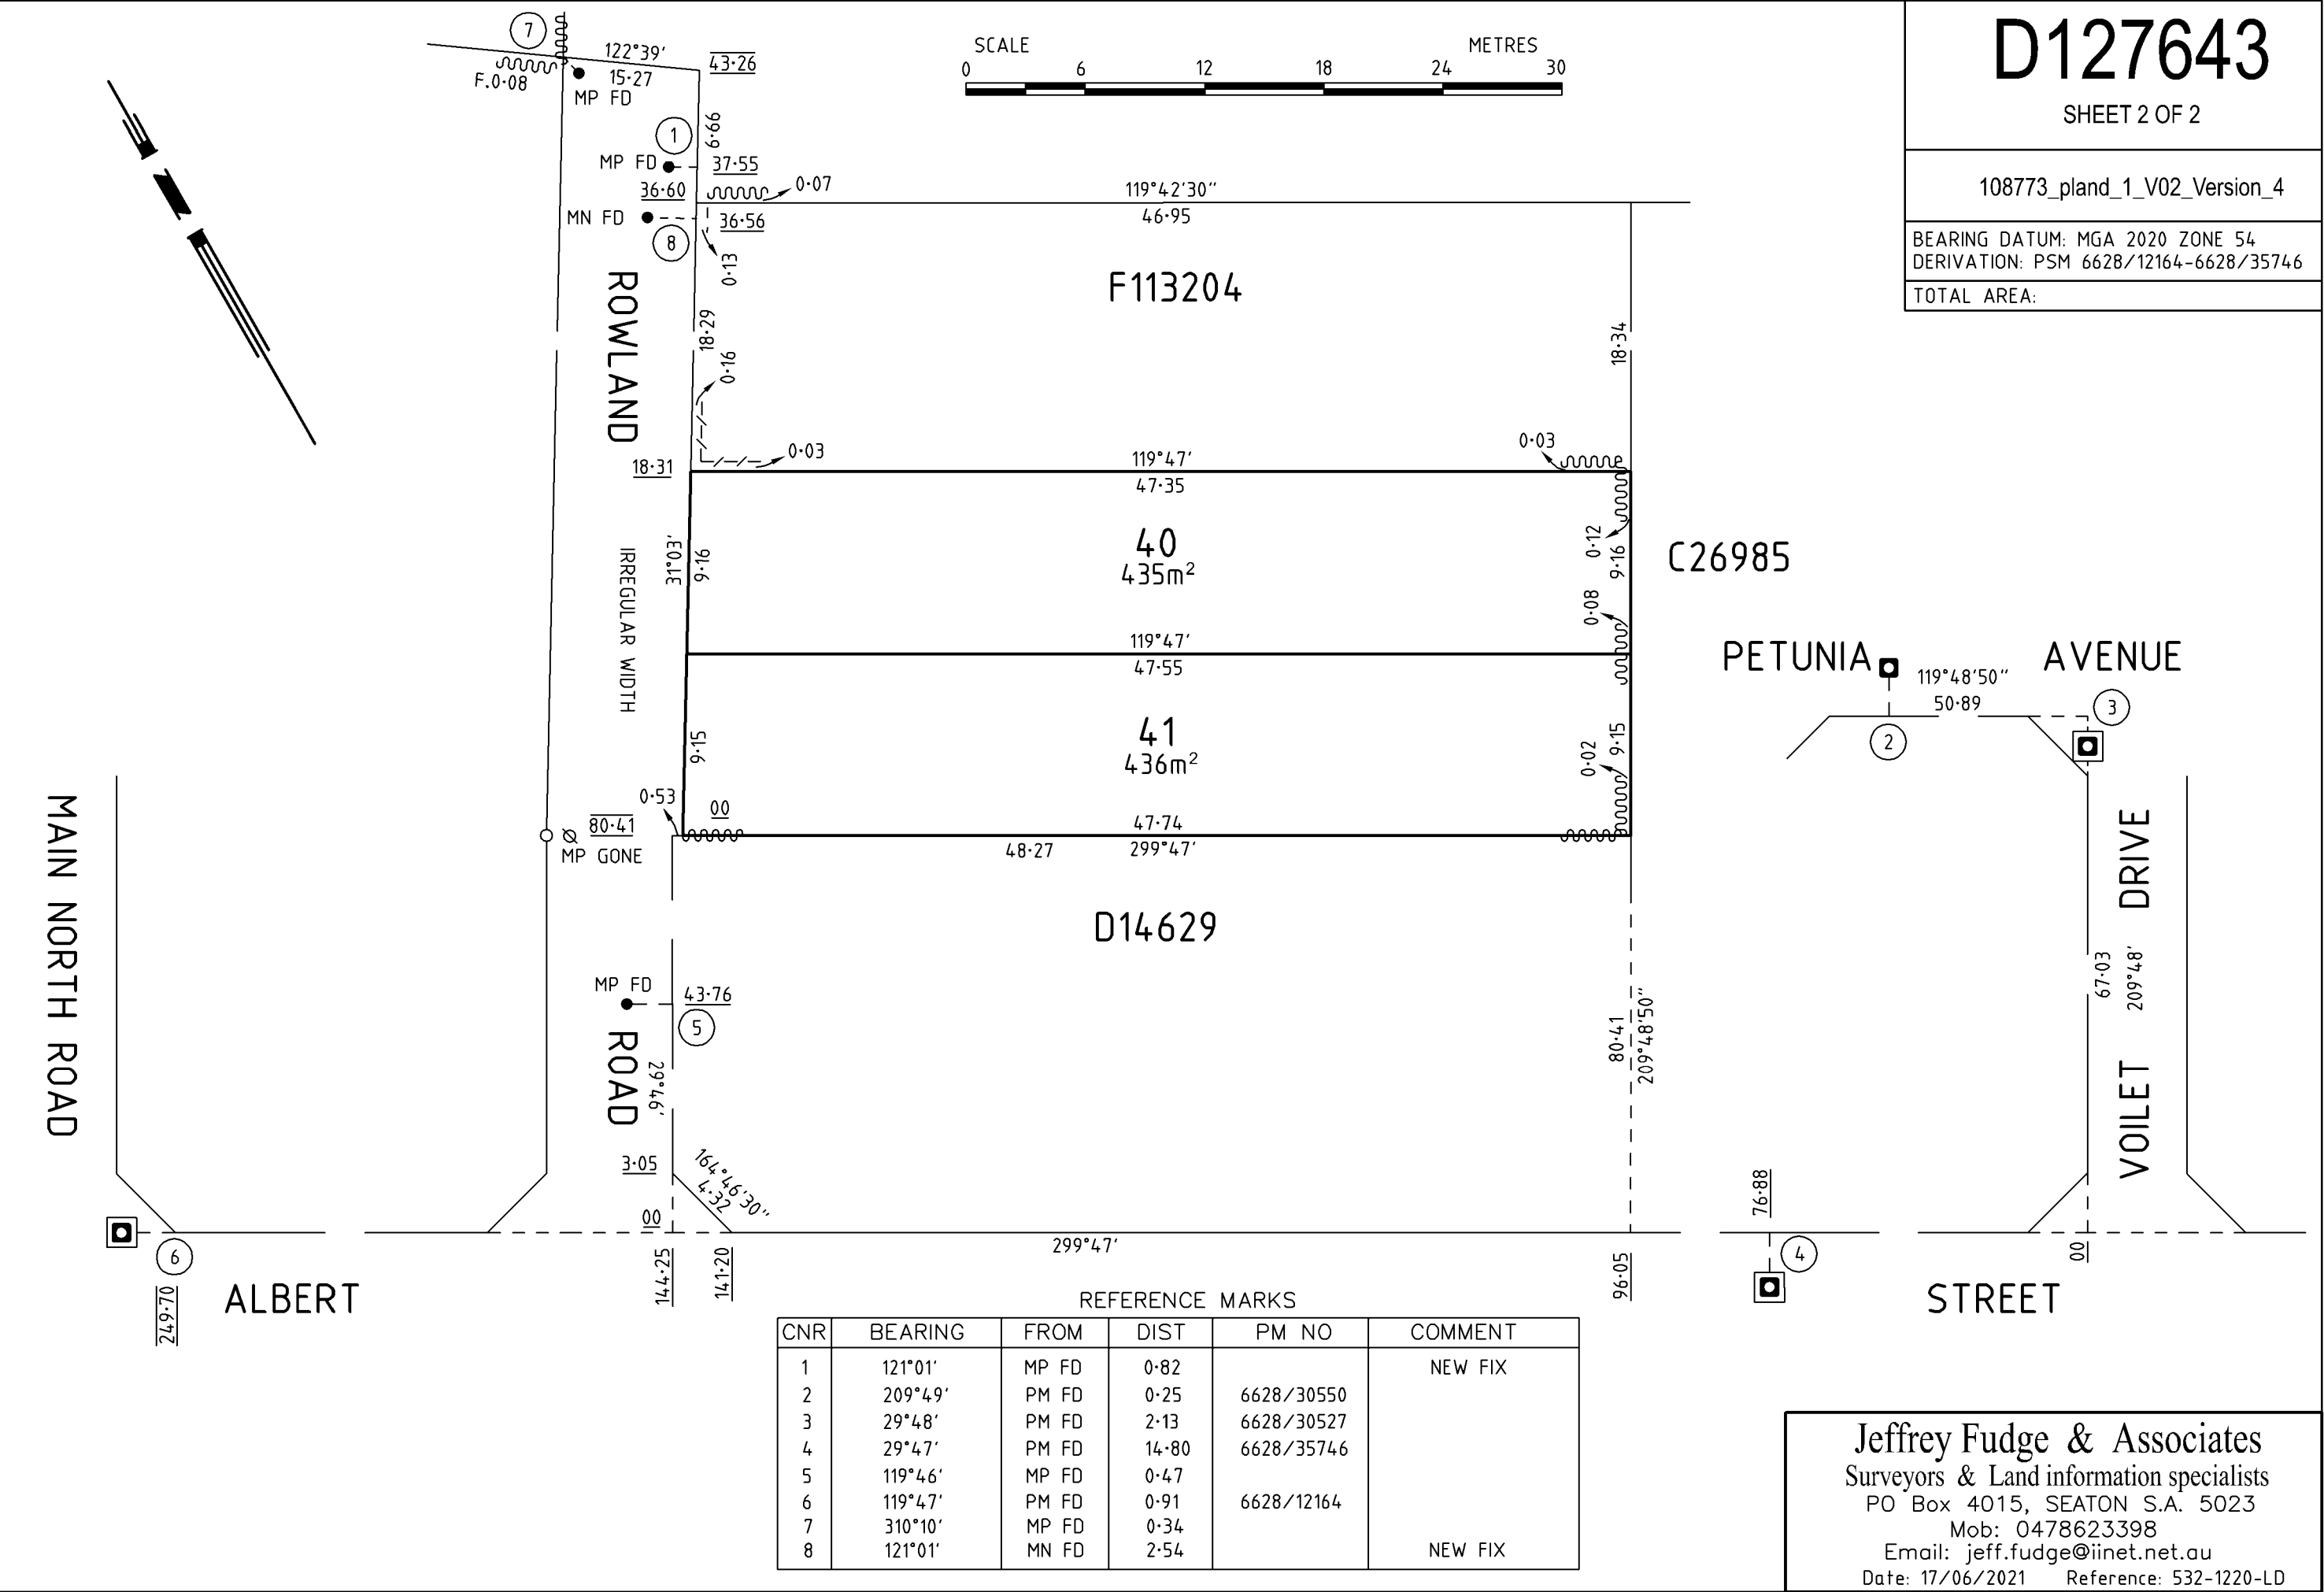 D127643
SHEET 2 OF 2
108773_pland_1_V02_Version_4
BEARING DATUM: MGA 2020 ZONE 54
DERIVATION: PSM 6628/12164-6628/35746
TOTAL AREA:
SCALE METRES
0 6 12 18 24 30
7
122°39'
43·26
F.0·08
15·27
MP FD
1
6·66
MP FD
37·55
36·60
0·07
119°42'30"
MN FD
36·56
46·95
8
0·13
F113204
ROWLAND
18·29
18·34
0·16
0·03
0·03
18·31
119°47'
47·35
31°03'
9·16
40
435m²
0·12
9·16
C26985
0·08
IRREGULAR WIDTH
119°47'
47·55
PETUNIA AVENUE
119°48'50"
50·89
3
2
9·15
41
436m²
0·02
9·15
0·53
00
80·41
47·74
MP GONE
48·27
299°47'
MAIN NORTH ROAD
D14629
MP FD
43·76
5
ROAD
29°46'
80·41
209°48'50"
67·03
209°48'
VOILET DRIVE
3·05
164°46'30"
4·32
00
76·88
299°47'
6
4
249·70
144·25
141·20
96·05
00
ALBERT STREET
REFERENCE MARKS
CNR BEARING FROM DIST PM NO COMMENT
1 121°01' MP FD 0·82 NEW FIX
2 209°49' PM FD 0·25 6628/30550
3 29°48' PM FD 2·13 6628/30527
4 29°47' PM FD 14·80 6628/35746
5 119°46' MP FD 0·47
6 119°47' PM FD 0·91 6628/12164
7 310°10' MP FD 0·34
8 121°01' MN FD 2·54 NEW FIX
Jeffrey Fudge & Associates
Surveyors & Land information specialists
PO Box 4015, SEATON S.A. 5023
Mob: 0478623398
Email: jeff.fudge@iinet.net.au
Date: 17/06/2021 Reference: 532-1220-LD